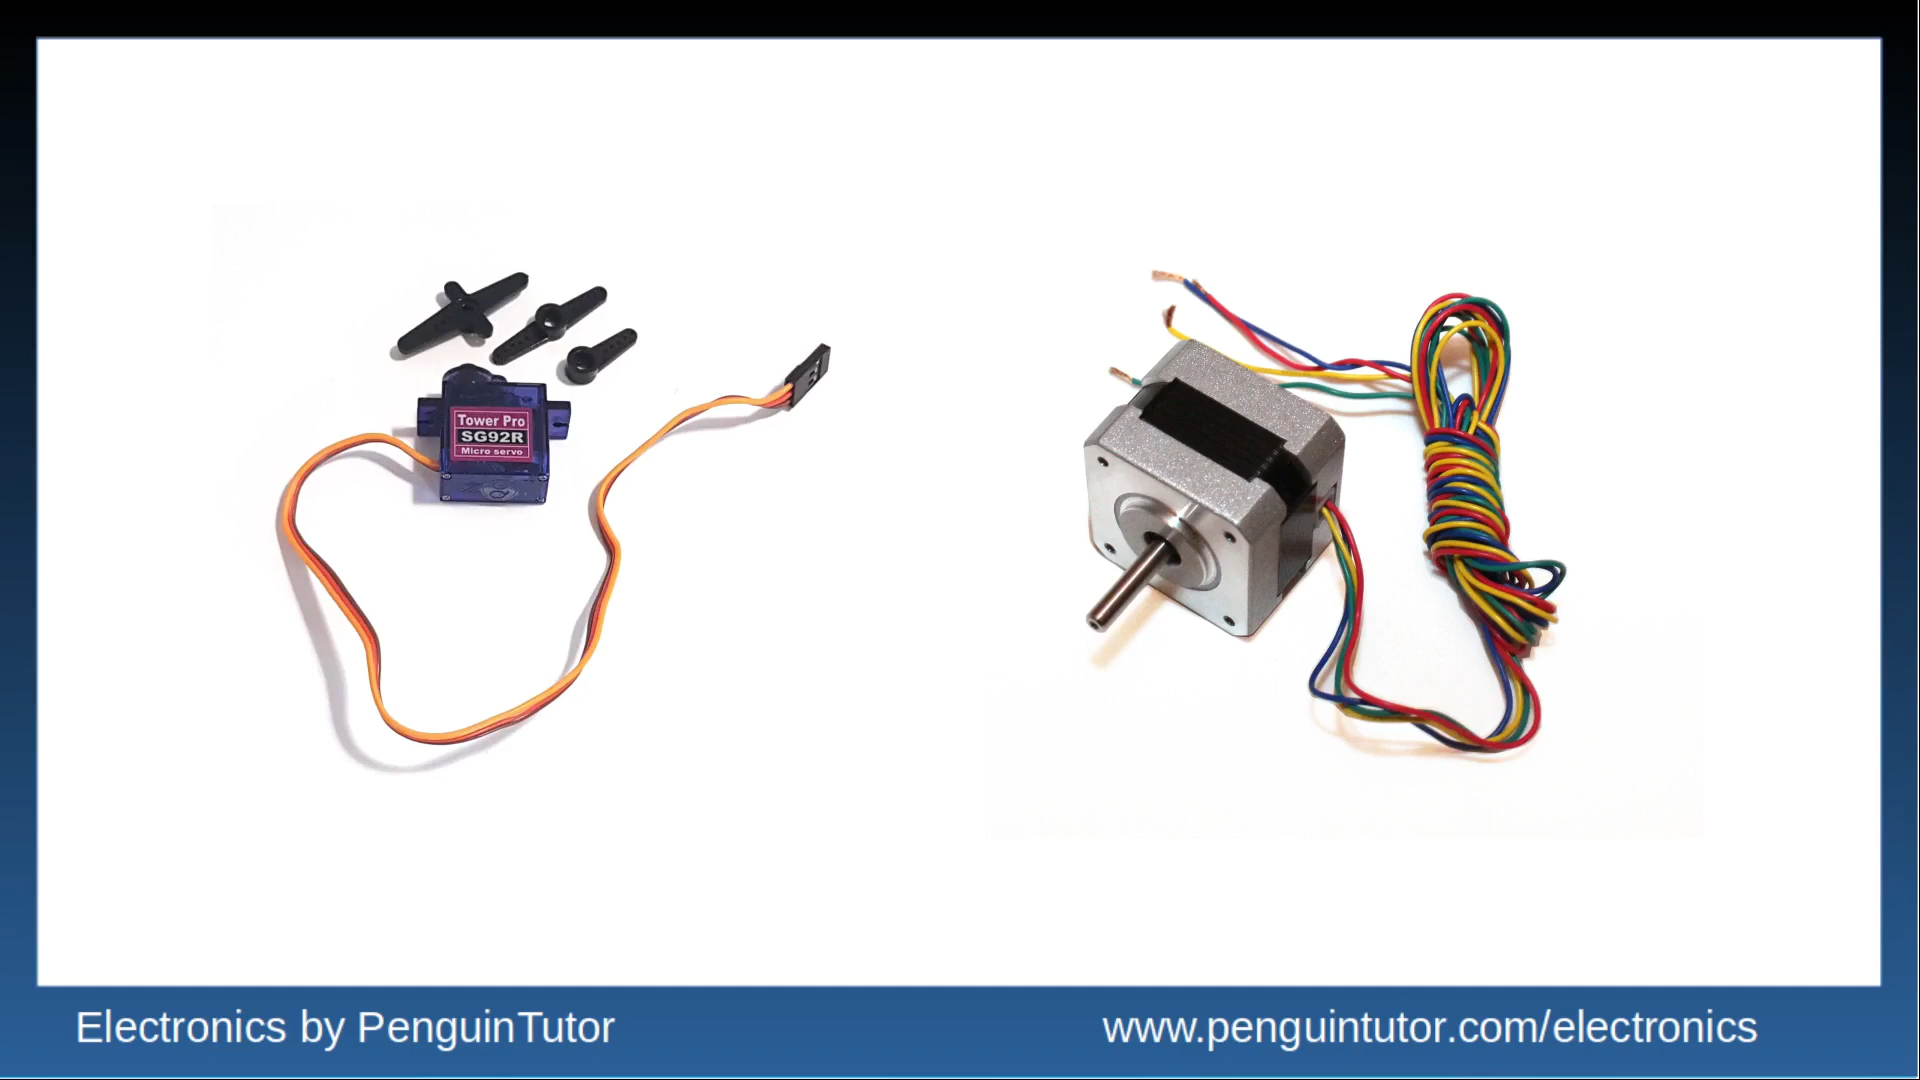 Tower Pro
SG92R
Micro servo
Electronics by PenguinTutor
www.penguintutor.com/electronics